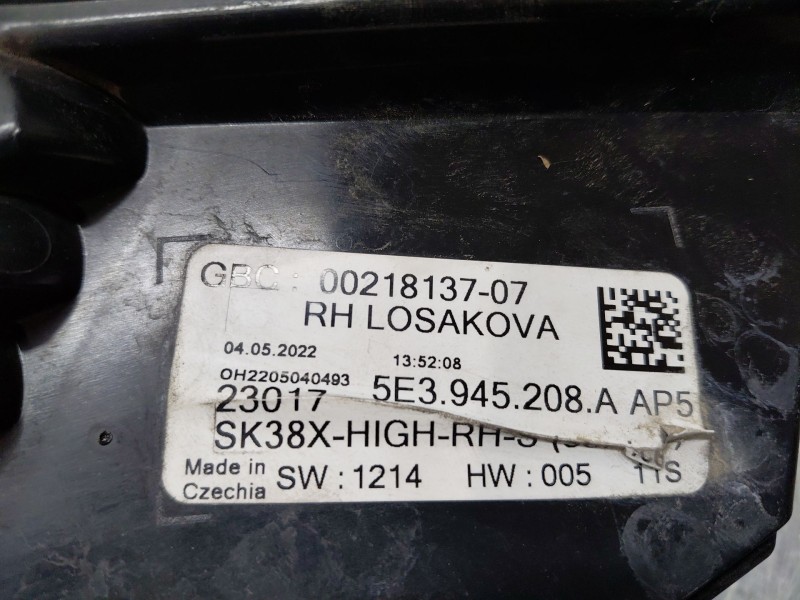 GBC : 00218137-07
RH LOSAKOVA
04.05.2022 13:52:08
OH2205040493
23017 5E3.945.208.A AP5
SK38X-HIGH-RH-
Made in Czechia SW : 1214 HW : 005 11S